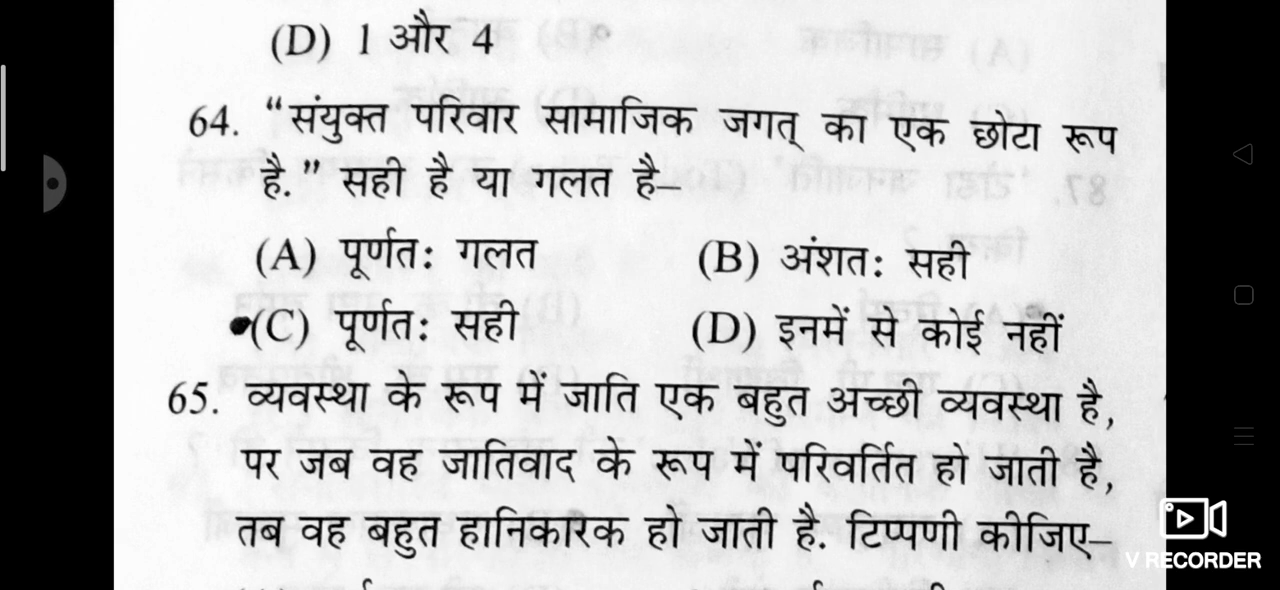 (D) 1 और 4
64. “संयुक्त परिवार सामाजिक जगत् का एक छोटा रूप
है.” सही है या गलत है–
(A) पूर्णत: गलत (B) अंशत: सही
(C) पूर्णत: सही (D) इनमें से कोई नहीं
65. व्यवस्था के रूप में जाति एक बहुत अच्छी व्यवस्था है,
पर जब वह जातिवाद के रूप में परिवर्तित हो जाती है,
तब वह बहुत हानिकारक हो जाती है. टिप्पणी कीजिए–
V RECORDER